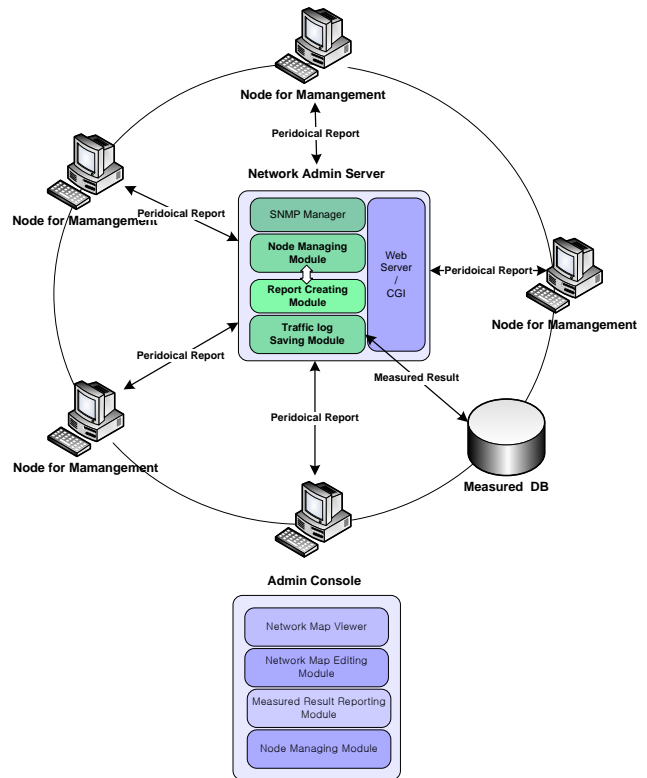 Node for Mamangement
Peridoical Report
Network Admin Server
Node for Mamangement
Peridoical Report
SNMP Manager
Node Managing
Module
Report Creating
Module
Traffic log
Saving Module
Web
Server
/
CGI
Peridoical Report
Node for Mamangement
Peridoical Report
Node for Mamangement
Measured Result
Peridoical Report
Measured DB
Admin Console
Network Map Viewer
Network Map Editing
Module
Measured Result Reporting
Module
Node Managing Module